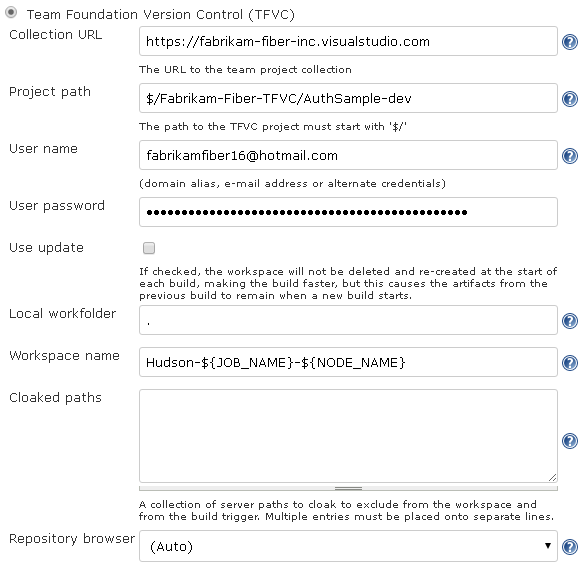 Team Foundation Version Control (TFVC)
Collection URL
https://fabrikam-fiber-inc.visualstudio.com
The URL to the team project collection
Project path
$/Fabrikam-Fiber-TFVC/AuthSample-dev
The path to the TFVC project must start with '$/'
User name
fabrikamfiber16@hotmail.com
(domain alias, e-mail address or alternate credentials)
User password
••••••••••••••••••••••••••••••••••••••••••••••
Use update
If checked, the workspace will not be deleted and re-created at the start of
each build, making the build faster, but this causes the artifacts from the
previous build to remain when a new build starts.
Local workfolder
.
Workspace name
Hudson-${JOB_NAME}-${NODE_NAME}
Cloaked paths
A collection of server paths to cloak to exclude from the workspace and
from the build trigger. Multiple entries must be placed onto separate lines.
Repository browser
(Auto)